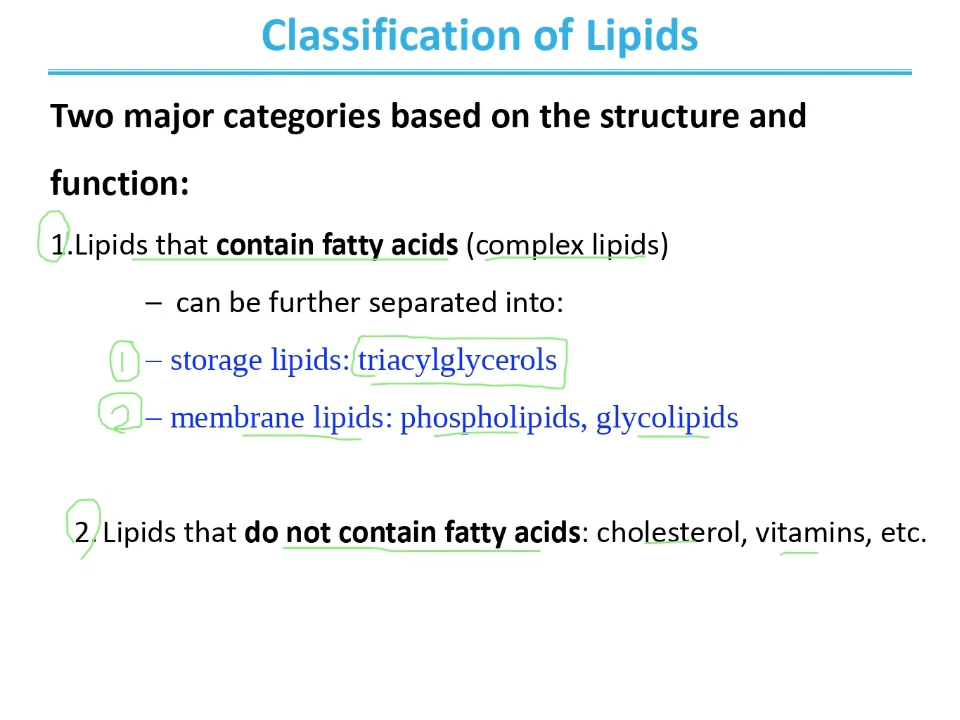 Classification of Lipids
Two major categories based on the structure and
function:
1.Lipids that contain fatty acids (complex lipids)
– can be further separated into:
1 – storage lipids: triacylglycerols
2 – membrane lipids: phospholipids, glycolipids
2. Lipids that do not contain fatty acids: cholesterol, vitamins, etc.